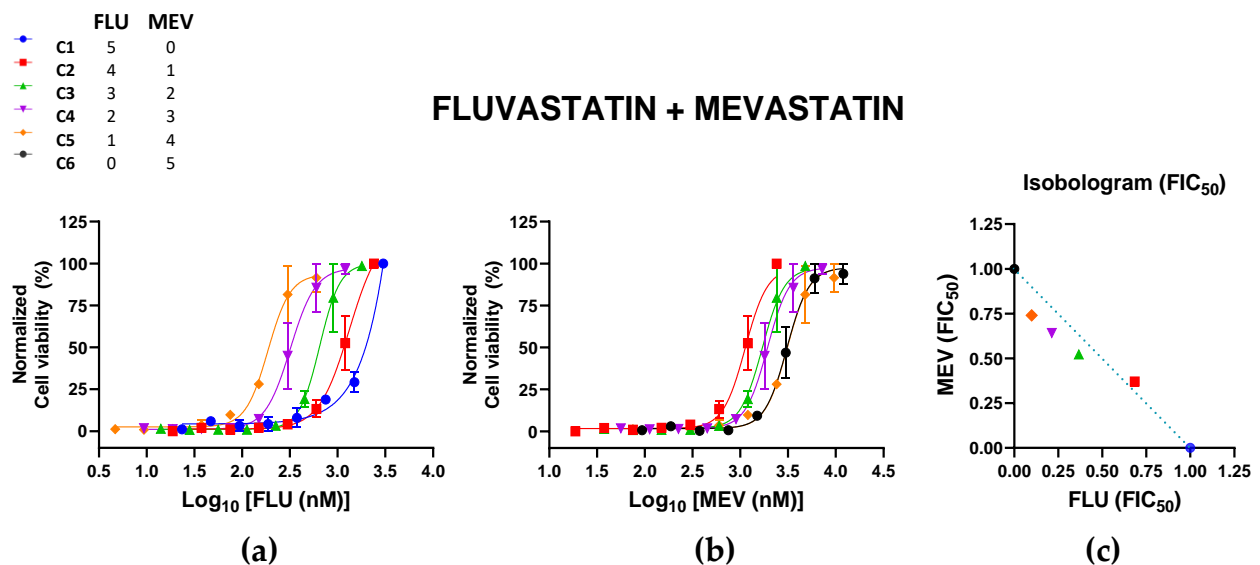 FLU MEV
C1 5 0
C2 4 1
C3 3 2
C4 2 3
C5 1 4
C6 0 5
FLUVASTATIN + MEVASTATIN
Normalized
Cell viability (%)
125
100
75
50
25
0
0.5 1.0 1.5 2.0 2.5 3.0 3.5 4.0
Log₁₀ [FLU (nM)]
(a)
Normalized
Cell viability (%)
125
100
75
50
25
0
1.0 1.5 2.0 2.5 3.0 3.5 4.0 4.5
Log₁₀ [MEV (nM)]
(b)
Isobologram (FIC₅₀)
MEV (FIC₅₀)
1.25
1.00
0.75
0.50
0.25
0.00
0.00 0.25 0.50 0.75 1.00 1.25
FLU (FIC₅₀)
(c)